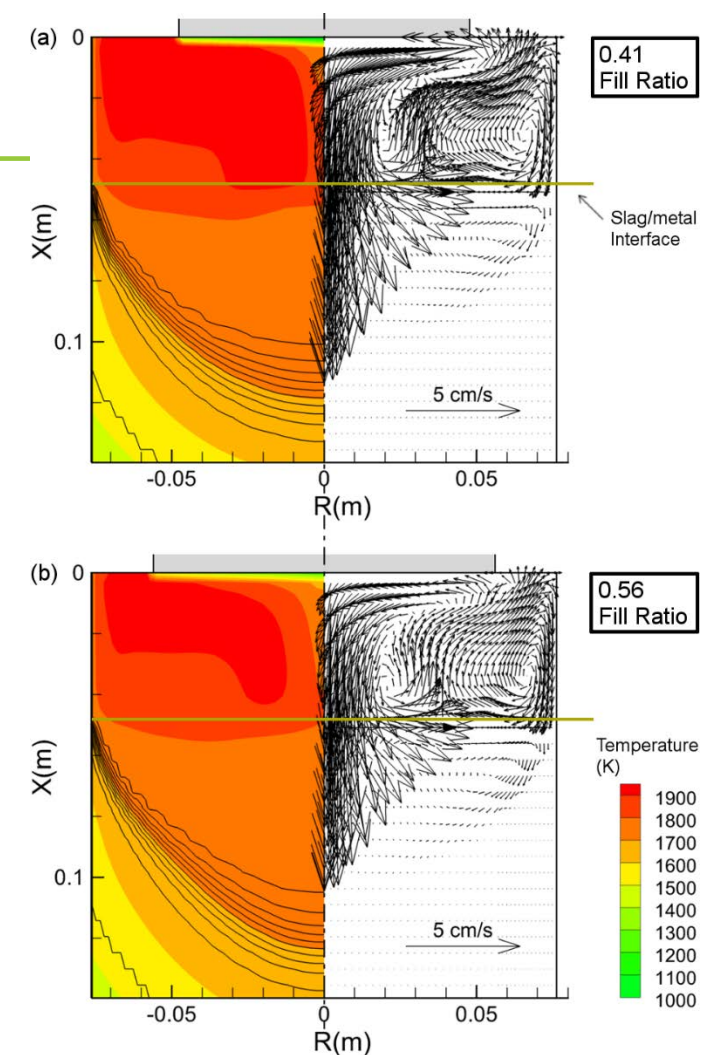 (a)
0
0.41
Fill Ratio
X(m)
Slag/metal
Interface
0.1
5 cm/s
-0.05
0
0.05
R(m)
(b)
0
0.56
Fill Ratio
X(m)
Temperature
(K)
1900
1800
1700
1600
1500
1400
1300
1200
1100
1000
0.1
5 cm/s
-0.05
0
0.05
R(m)